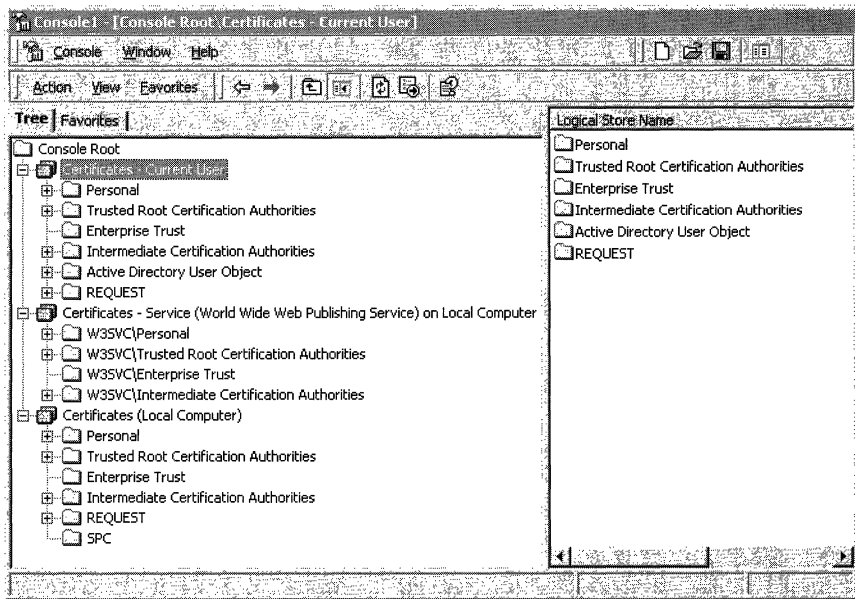 Console1 - [Console Root\Certificates - Current User]
Console Window Help
Action View Favorites
Tree Favorites
Logical Store Name
Console Root
Certificates - Current User
Personal
Trusted Root Certification Authorities
Enterprise Trust
Intermediate Certification Authorities
Active Directory User Object
REQUEST
Certificates - Service (World Wide Web Publishing Service) on Local Computer
W3SVC\Personal
W3SVC\Trusted Root Certification Authorities
W3SVC\Enterprise Trust
W3SVC\Intermediate Certification Authorities
Certificates (Local Computer)
Personal
Trusted Root Certification Authorities
Enterprise Trust
Intermediate Certification Authorities
REQUEST
SPC
Personal
Trusted Root Certification Authorities
Enterprise Trust
Intermediate Certification Authorities
Active Directory User Object
REQUEST